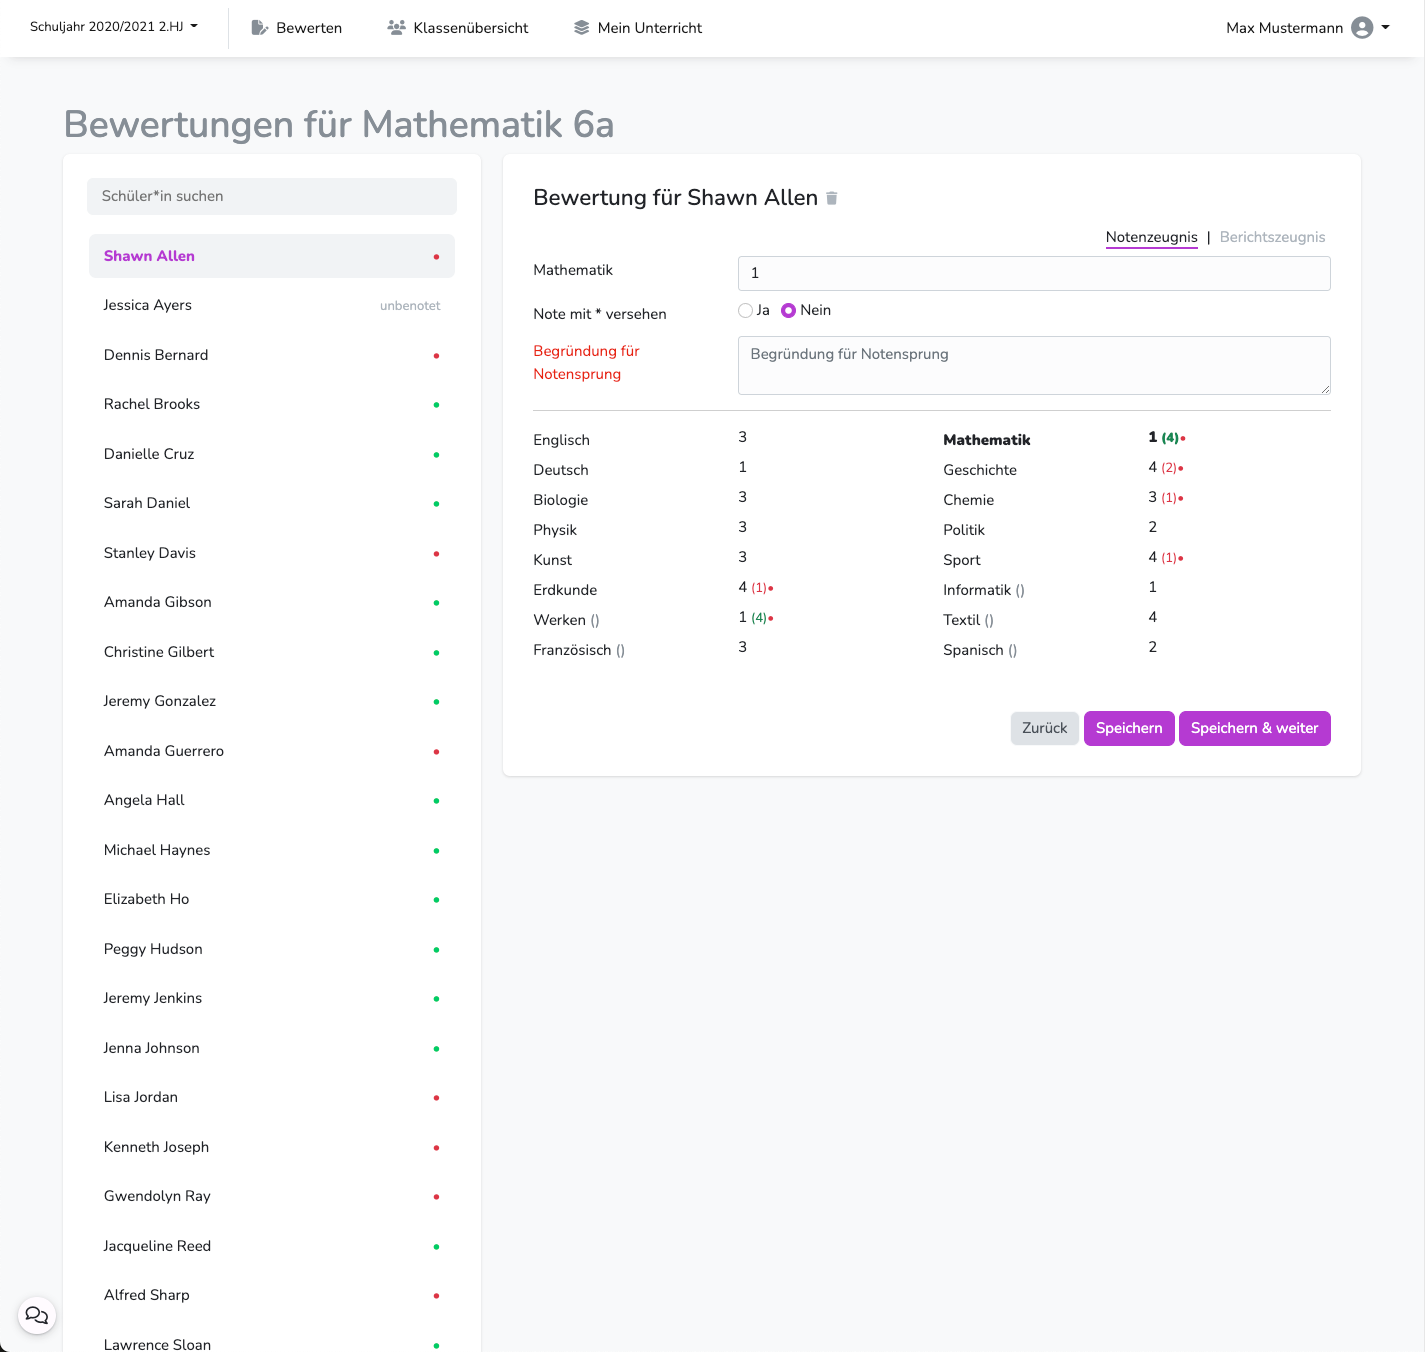 Schuljahr 2020/2021 2.HJ
Bewerten
Klassenübersicht
Mein Unterricht
Max Mustermann
Bewertungen für Mathematik 6a
Schüler*in suchen
Shawn Allen
Jessica Ayers unbenotet
Dennis Bernard
Rachel Brooks
Danielle Cruz
Sarah Daniel
Stanley Davis
Amanda Gibson
Christine Gilbert
Jeremy Gonzalez
Amanda Guerrero
Angela Hall
Michael Haynes
Elizabeth Ho
Peggy Hudson
Jeremy Jenkins
Jenna Johnson
Lisa Jordan
Kenneth Joseph
Gwendolyn Ray
Jacqueline Reed
Alfred Sharp
Lawrence Sloan
Bewertung für Shawn Allen
Notenzeugnis | Berichtszeugnis
Mathematik 1
Note mit * versehen Ja Nein
Begründung für
Notensprung
Begründung für Notensprung
Englisch 3 Mathematik 1 (4)
Deutsch 1 Geschichte 4 (2)
Biologie 3 Chemie 3 (1)
Physik 3 Politik 2
Kunst 3 Sport 4 (1)
Erdkunde 4 (1) Informatik () 1
Werken () 1 (4) Textil () 4
Französisch () 3 Spanisch () 2
Zurück Speichern Speichern & weiter